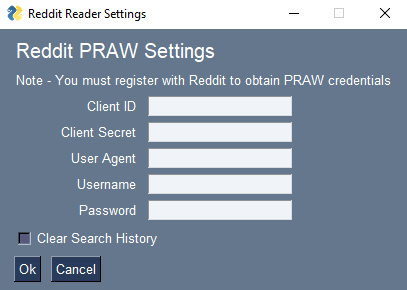 Reddit Reader Settings
Reddit PRAW Settings
Note - You must register with Reddit to obtain PRAW credentials
Client ID
Client Secret
User Agent
Username
Password
Clear Search History
Ok Cancel